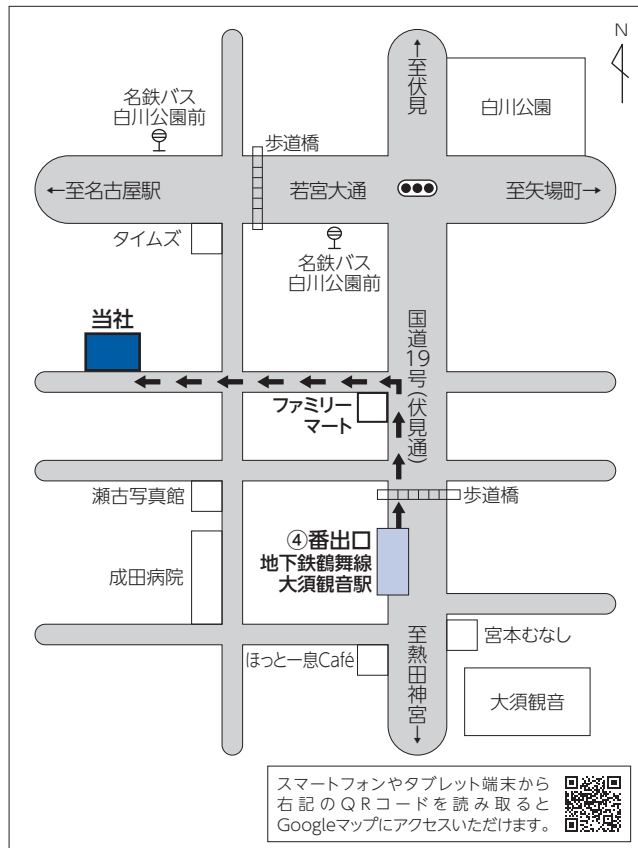 N
↑至伏見
白川公園
名鉄バス
白川公園前
歩道橋
←至名古屋駅
若宮大通
至矢場町→
タイムズ
名鉄バス
白川公園前
当社
国道19号(伏見通)
ファミリー
マート
瀬古写真館
歩道橋
④番出口
地下鉄鶴舞線
大須観音駅
成田病院
至熱田神宮↓
宮本むなし
ほっと一息Café
大須観音
スマートフォンやタブレット端末から
右記のQRコードを読み取ると
Googleマップにアクセスいただけます。